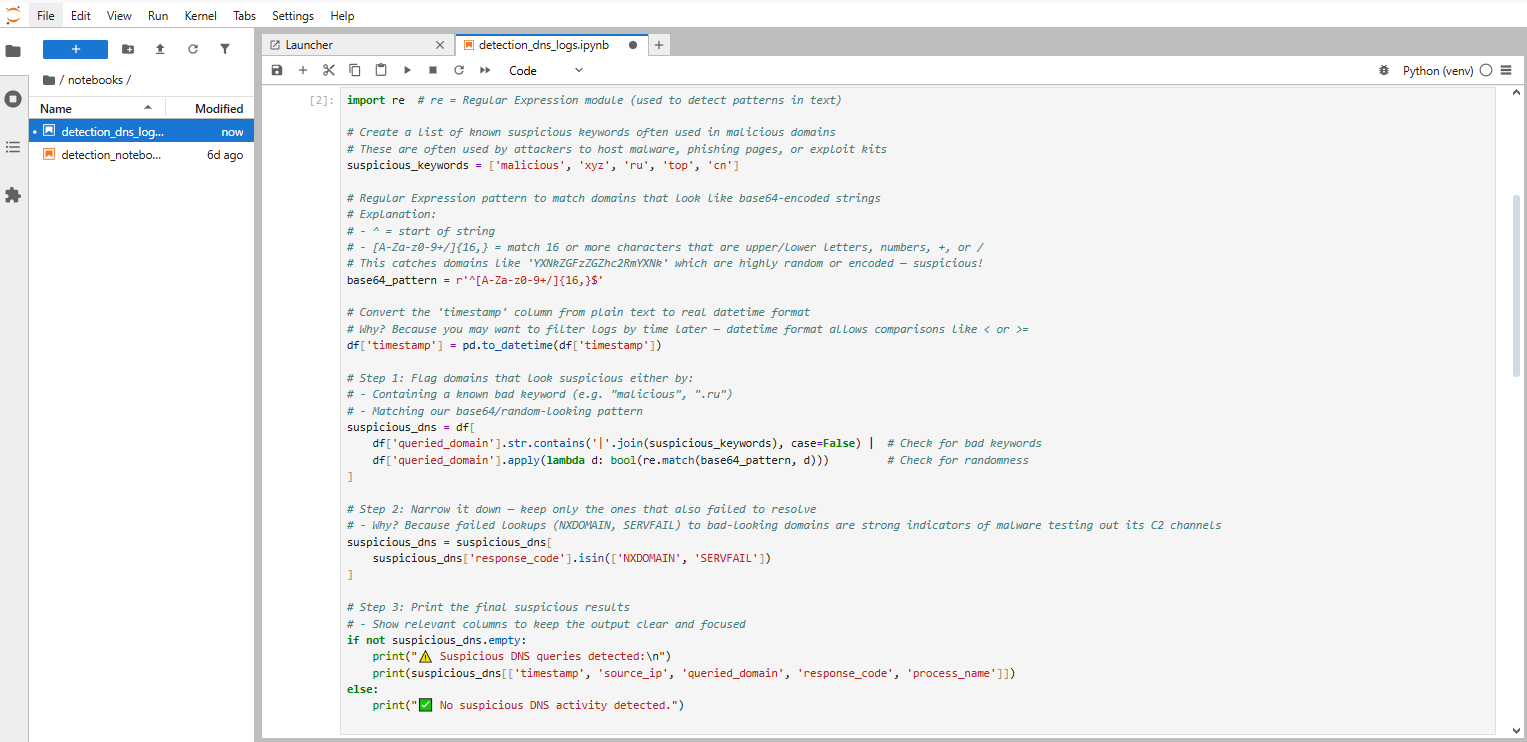 File Edit View Run Kernel Tabs Settings Help
/ notebooks /
Name Modified
detection_dns_log... now
detection_notebo... 6d ago
Launcher
detection_dns_logs.ipynb
Code
Python (venv)
[2]:
import re  # re = Regular Expression module (used to detect patterns in text)
# Create a list of known suspicious keywords often used in malicious domains
# These are often used by attackers to host malware, phishing pages, or exploit kits
suspicious_keywords = ['malicious', 'xyz', 'ru', 'top', 'cn']
# Regular Expression pattern to match domains that look like base64-encoded strings
# Explanation:
# - ^ = start of string
# - [A-Za-z0-9+/]{16,} = match 16 or more characters that are upper/lower letters, numbers, +, or /
# This catches domains like 'YXNkZGFzZGZhc2RmYXNk' which are highly random or encoded — suspicious!
base64_pattern = r'^[A-Za-z0-9+/]{16,}$'
# Convert the 'timestamp' column from plain text to real datetime format
# Why? Because you may want to filter logs by time later — datetime format allows comparisons like < or >=
df['timestamp'] = pd.to_datetime(df['timestamp'])
# Step 1: Flag domains that look suspicious either by:
# - Containing a known bad keyword (e.g. "malicious", ".ru")
# - Matching our base64/random-looking pattern
suspicious_dns = df[
    df['queried_domain'].str.contains('|'.join(suspicious_keywords), case=False) |  # Check for bad keywords
    df['queried_domain'].apply(lambda d: bool(re.match(base64_pattern, d)))         # Check for randomness
]
# Step 2: Narrow it down — keep only the ones that also failed to resolve
# - Why? Because failed lookups (NXDOMAIN, SERVFAIL) to bad-looking domains are strong indicators of malware testing out its C2 channels
suspicious_dns = suspicious_dns[
    suspicious_dns['response_code'].isin(['NXDOMAIN', 'SERVFAIL'])
]
# Step 3: Print the final suspicious results
# - Show relevant columns to keep the output clear and focused
if not suspicious_dns.empty:
    print("⚠️ Suspicious DNS queries detected:\n")
    print(suspicious_dns[['timestamp', 'source_ip', 'queried_domain', 'response_code', 'process_name']])
else:
    print("✅ No suspicious DNS activity detected.")